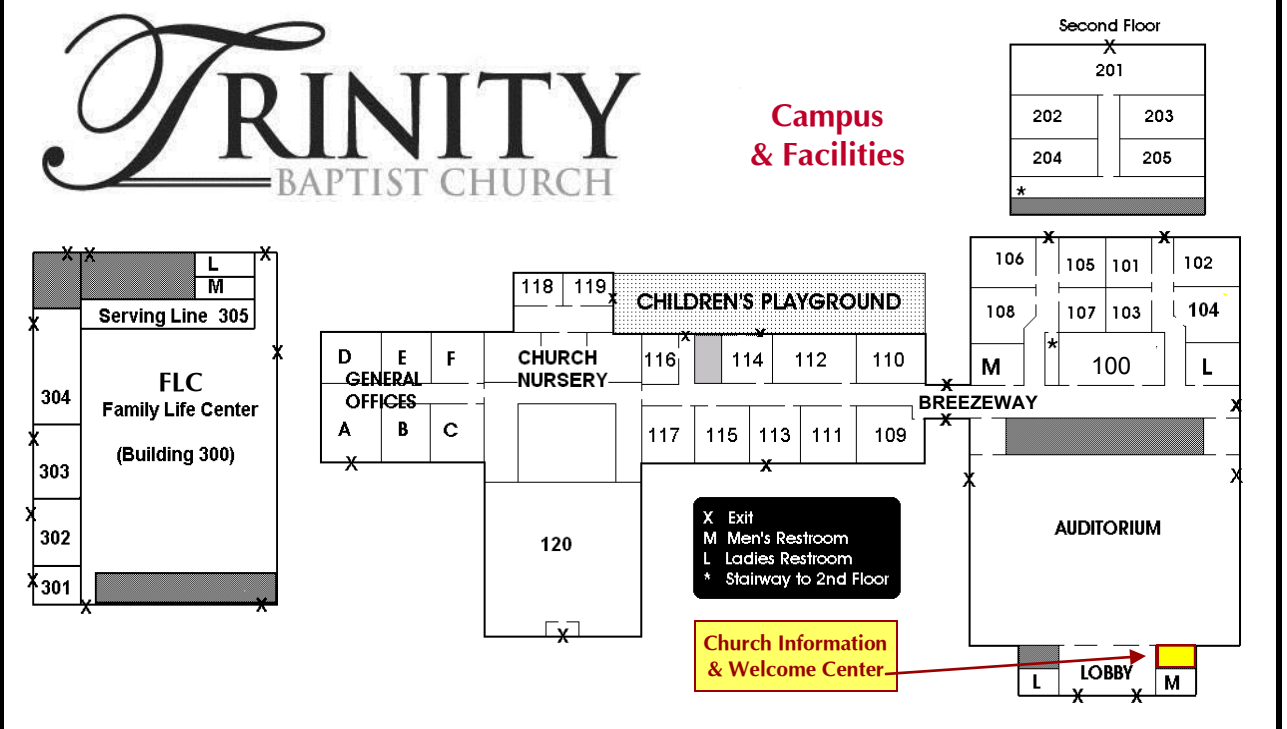 TRINITY
BAPTIST CHURCH
Campus
& Facilities
Second Floor
X
201
202
203
204
205
*
X X X
L
M
Serving Line 305
X
X
FLC
Family Life Center
(Building 300)
304
X
303
X
302
X
301
X X
118 119 X
CHILDREN'S PLAYGROUND
X X
D E F
GENERAL
OFFICES
A B C
X
CHURCH
NURSERY
116 114 112 110
117 115 113 111 109
X
120
X
X
BREEZEWAY
X
X X
106 105 101 102
108 107 103 104
*
M 100 L
X
X X
AUDITORIUM
X Exit
M Men's Restroom
L Ladies Restroom
* Stairway to 2nd Floor
Church Information
& Welcome Center
LOBBY
L M
X X